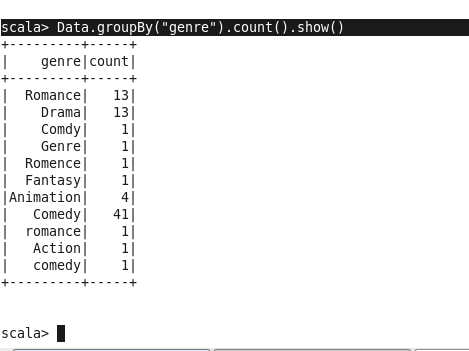 scala> Data.groupBy("genre").count().show()
+---------+-----+
|    genre|count|
+---------+-----+
|  Romance|   13|
|    Drama|   13|
|    Comdy|    1|
|    Genre|    1|
|  Romence|    1|
|  Fantasy|    1|
|Animation|    4|
|   Comedy|   41|
|  romance|    1|
|   Action|    1|
|   comedy|    1|
+---------+-----+
scala>